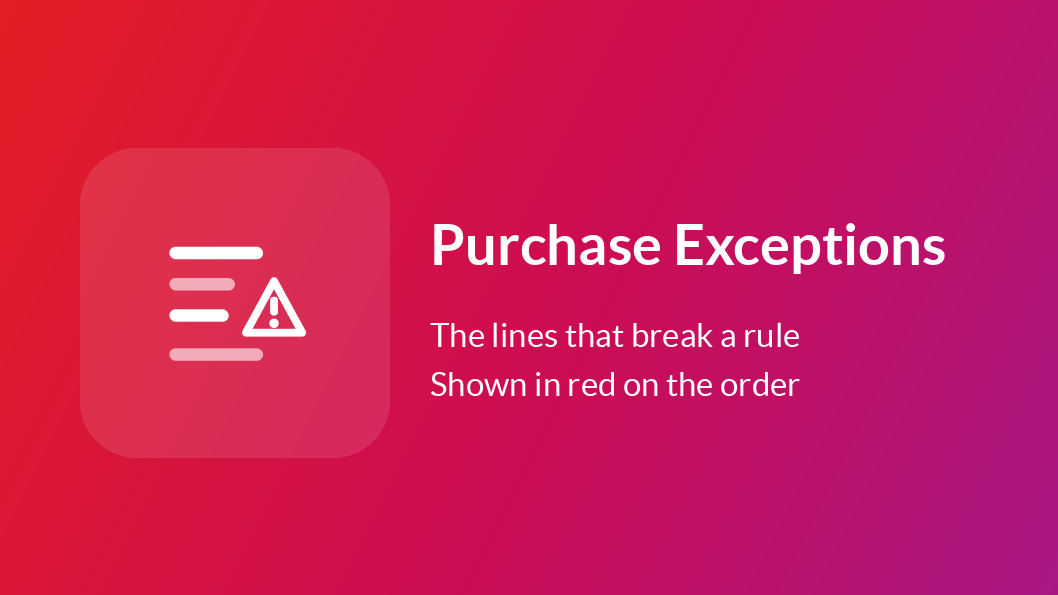 Purchase Exceptions
The lines that break a rule
Shown in red on the order